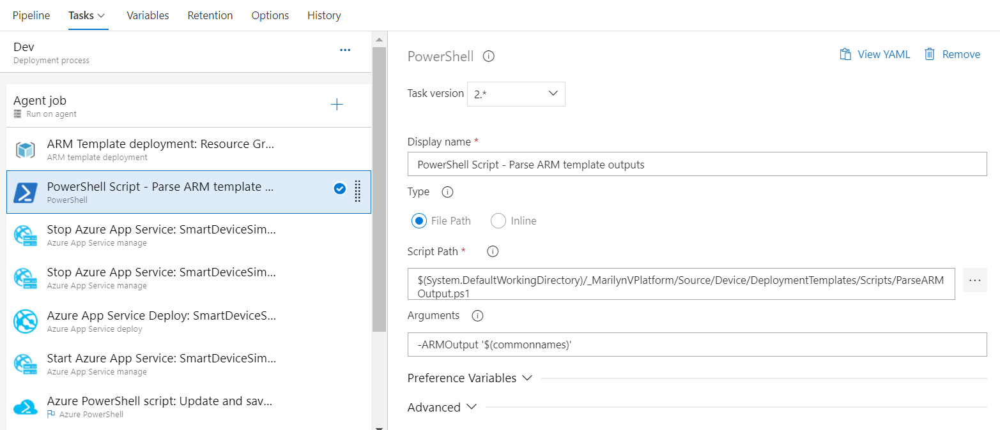 Pipeline Tasks Variables Retention Options History
Dev
Deployment process
Agent job
Run on agent
ARM Template deployment: Resource Gr...
ARM template deployment
PowerShell Script - Parse ARM template ...
PowerShell
Stop Azure App Service: SmartDeviceSim...
Azure App Service manage
Stop Azure App Service: SmartDeviceSim...
Azure App Service manage
Azure App Service Deploy: SmartDeviceS...
Azure App Service deploy
Start Azure App Service: SmartDeviceSim...
Azure App Service manage
Azure PowerShell script: Update and sav...
Azure PowerShell
PowerShell
View YAML Remove
Task version 2.*
Display name *
PowerShell Script - Parse ARM template outputs
Type
File Path Inline
Script Path *
$(System.DefaultWorkingDirectory)/_MarilynVPlatform/Source/Device/DeploymentTemplates/Scripts/ParseARM
Output.ps1
Arguments
-ARMOutput '$(commonnames)'
Preference Variables
Advanced